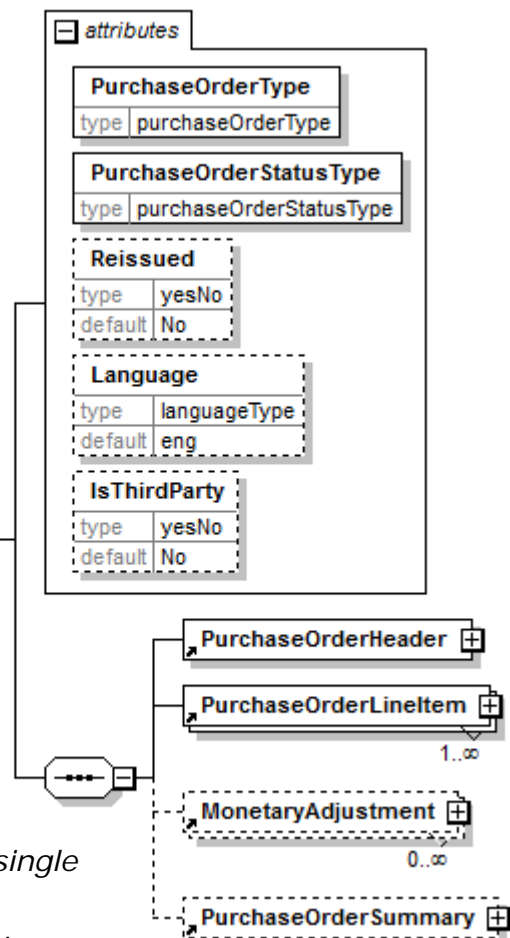 attributes
PurchaseOrderType
type purchaseOrderType
PurchaseOrderStatusType
type purchaseOrderStatusType
Reissued
type yesNo
default No
Language
type languageType
default eng
IsThirdParty
type yesNo
default No
PurchaseOrderHeader
PurchaseOrderLineItem
1..∞
MonetaryAdjustment
0..∞
single
PurchaseOrderSummary